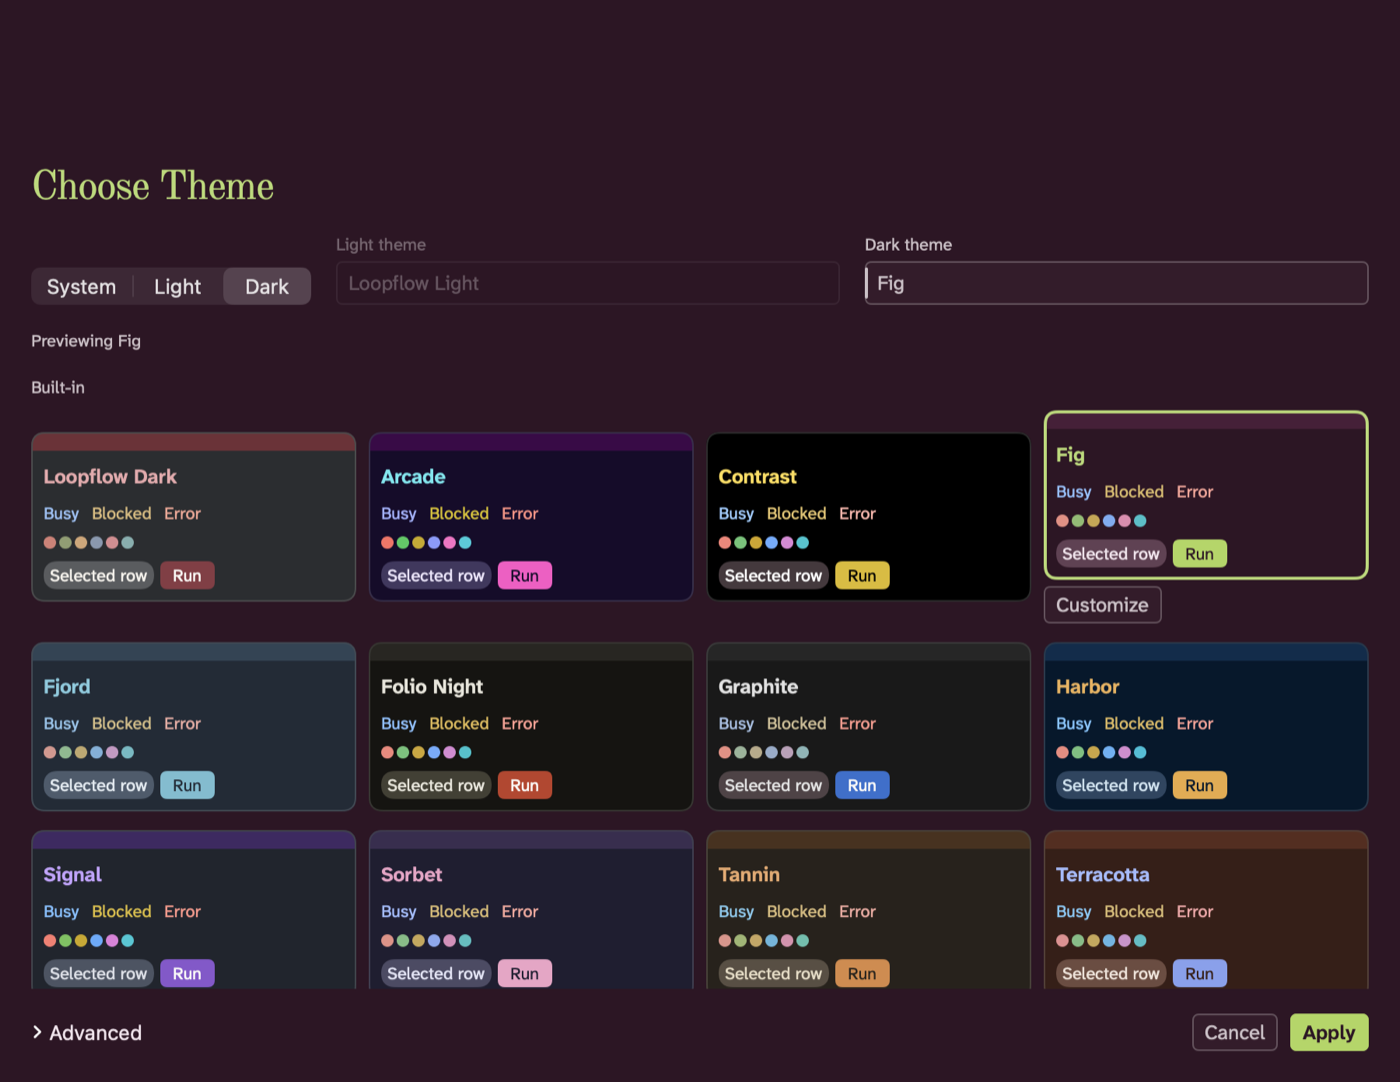 Choose Theme
Light theme
Dark theme
System Light Dark
Loopflow Light
Fig
Previewing Fig
Built-in
Loopflow Dark
Busy Blocked Error
Selected row Run
Arcade
Busy Blocked Error
Selected row Run
Contrast
Busy Blocked Error
Selected row Run
Fig
Busy Blocked Error
Selected row Run
Customize
Fjord
Busy Blocked Error
Selected row Run
Folio Night
Busy Blocked Error
Selected row Run
Graphite
Busy Blocked Error
Selected row Run
Harbor
Busy Blocked Error
Selected row Run
Signal
Busy Blocked Error
Selected row Run
Sorbet
Busy Blocked Error
Selected row Run
Tannin
Busy Blocked Error
Selected row Run
Terracotta
Busy Blocked Error
Selected row Run
Advanced
Cancel Apply